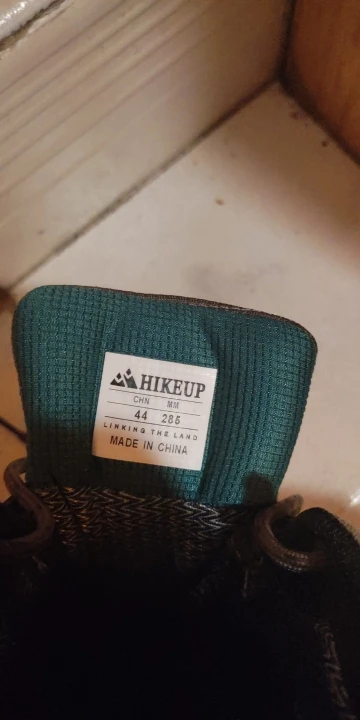 HIKEUP
CHN MM
44 285
LINKING THE LAND
MADE IN CHINA